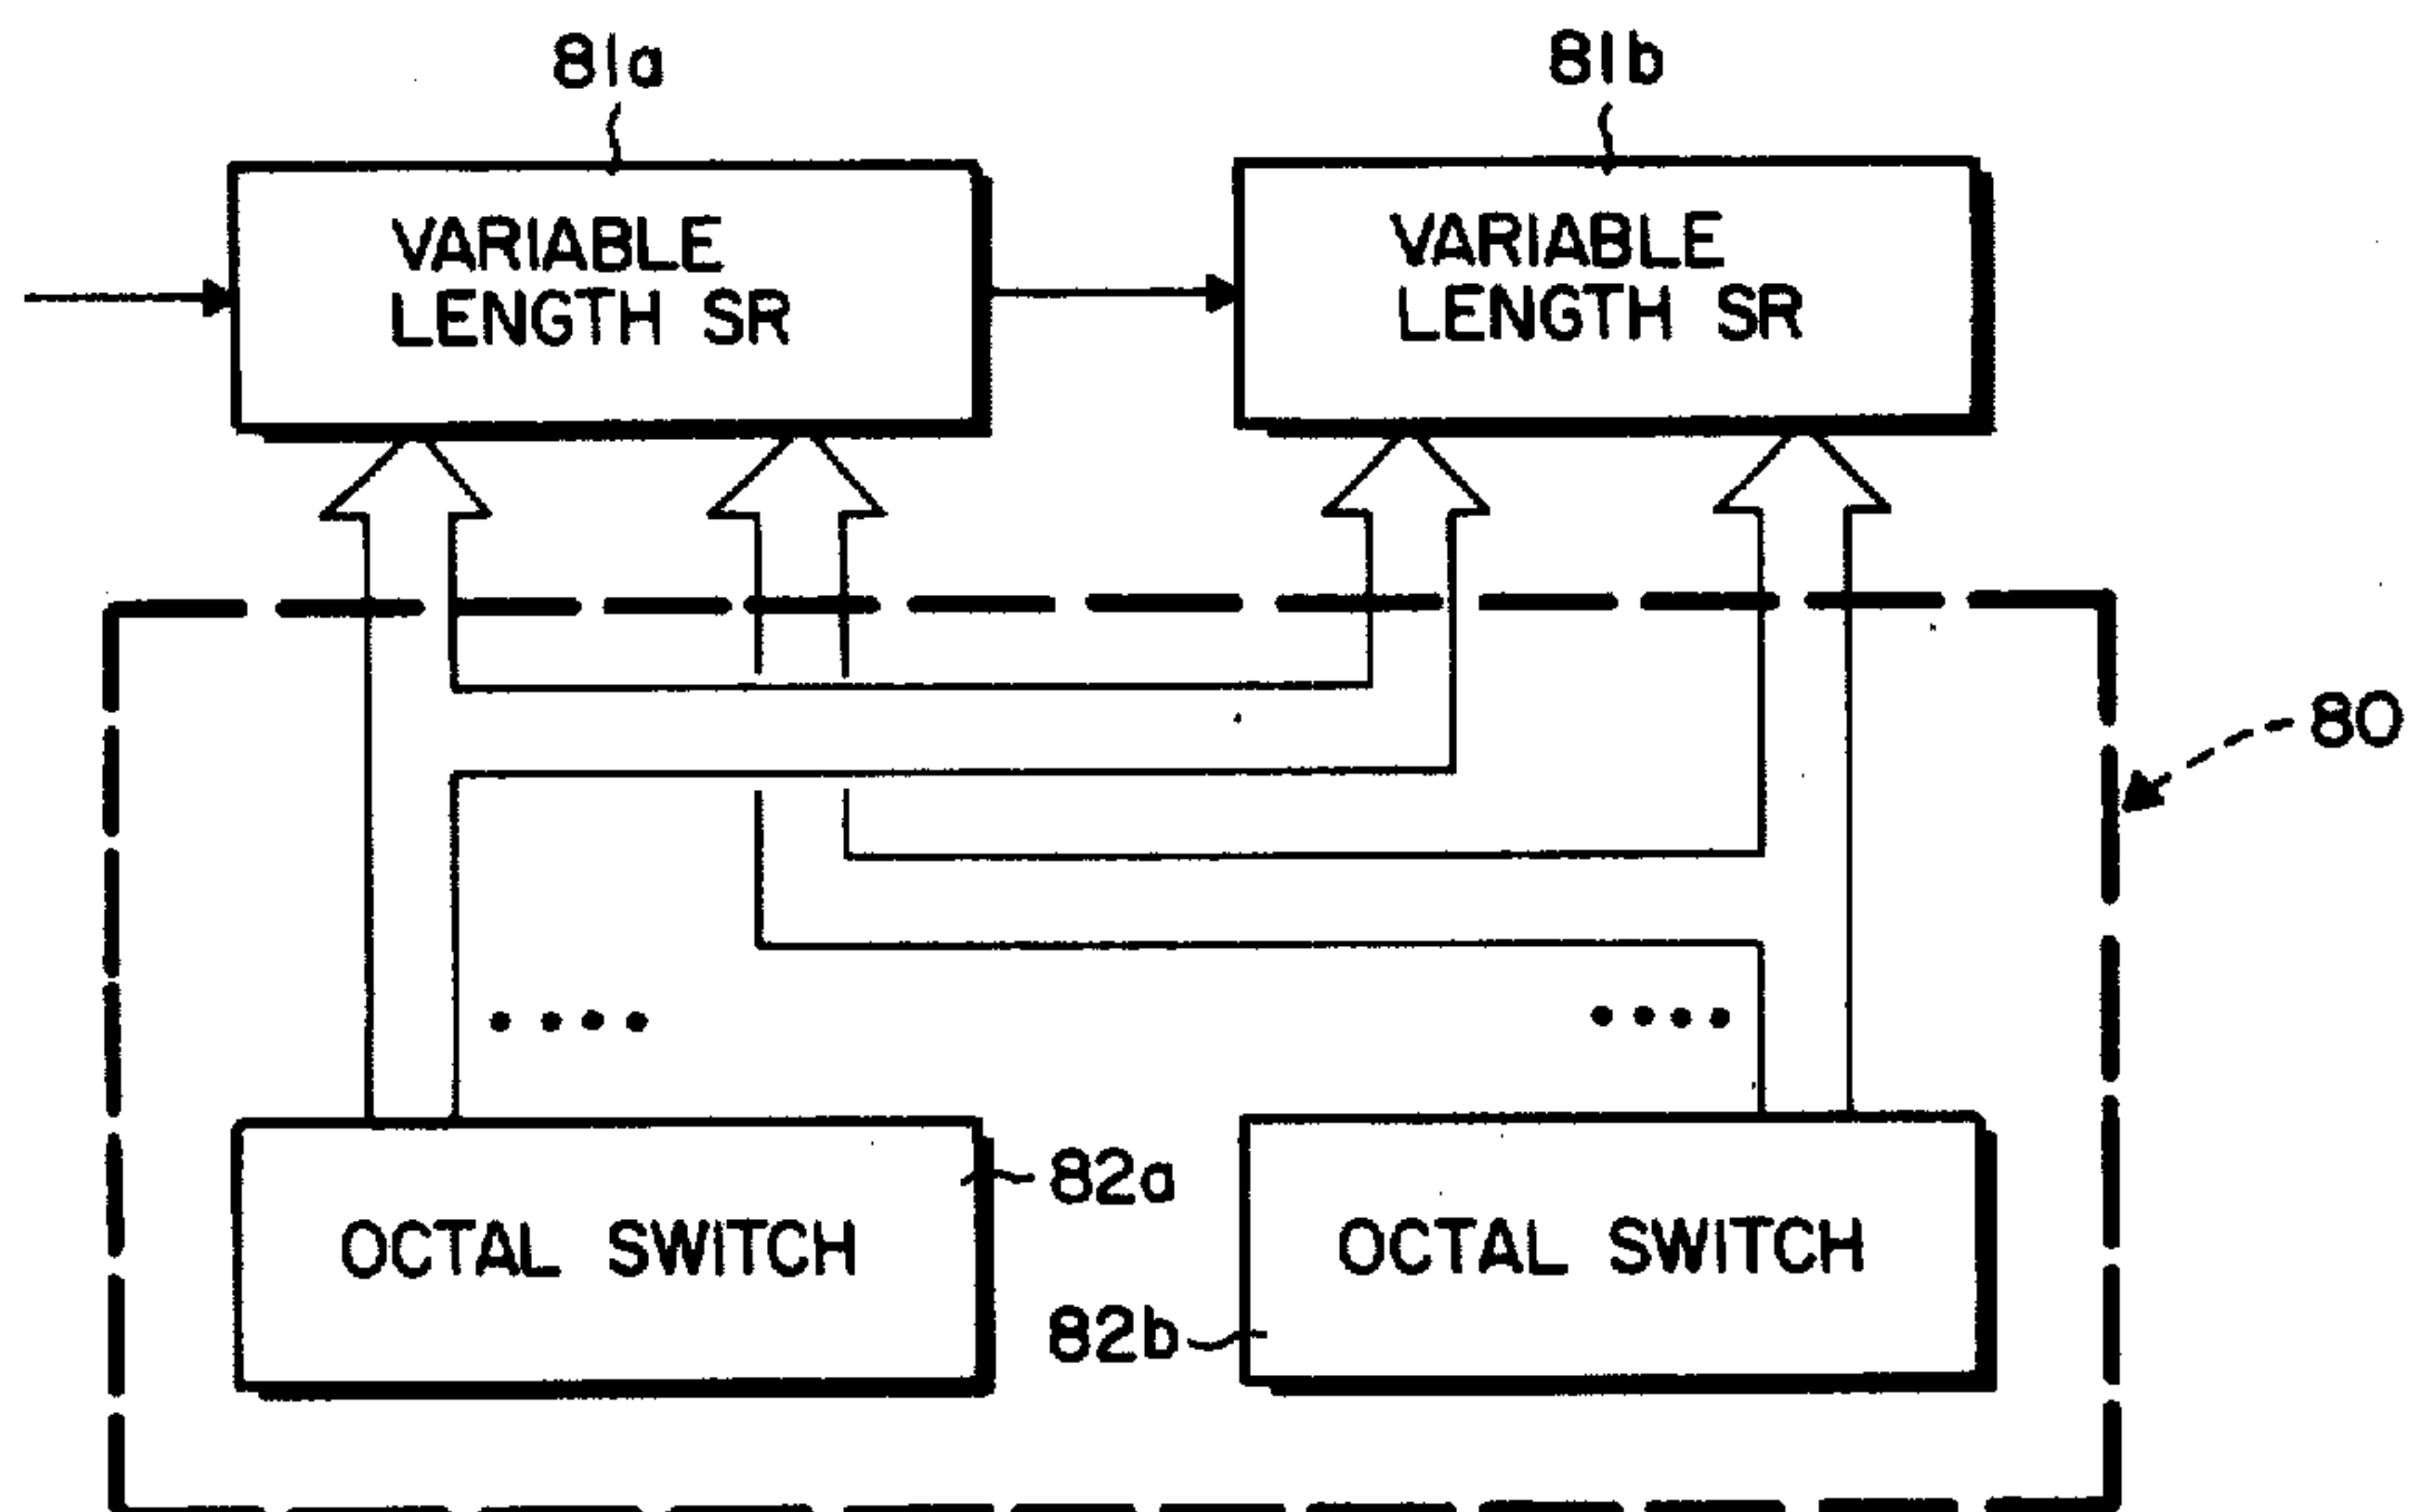 81a
81b
VARIABLE
LENGTH SR
VARIABLE
LENGTH SR
80
82a
OCTAL SWITCH
OCTAL SWITCH
82b